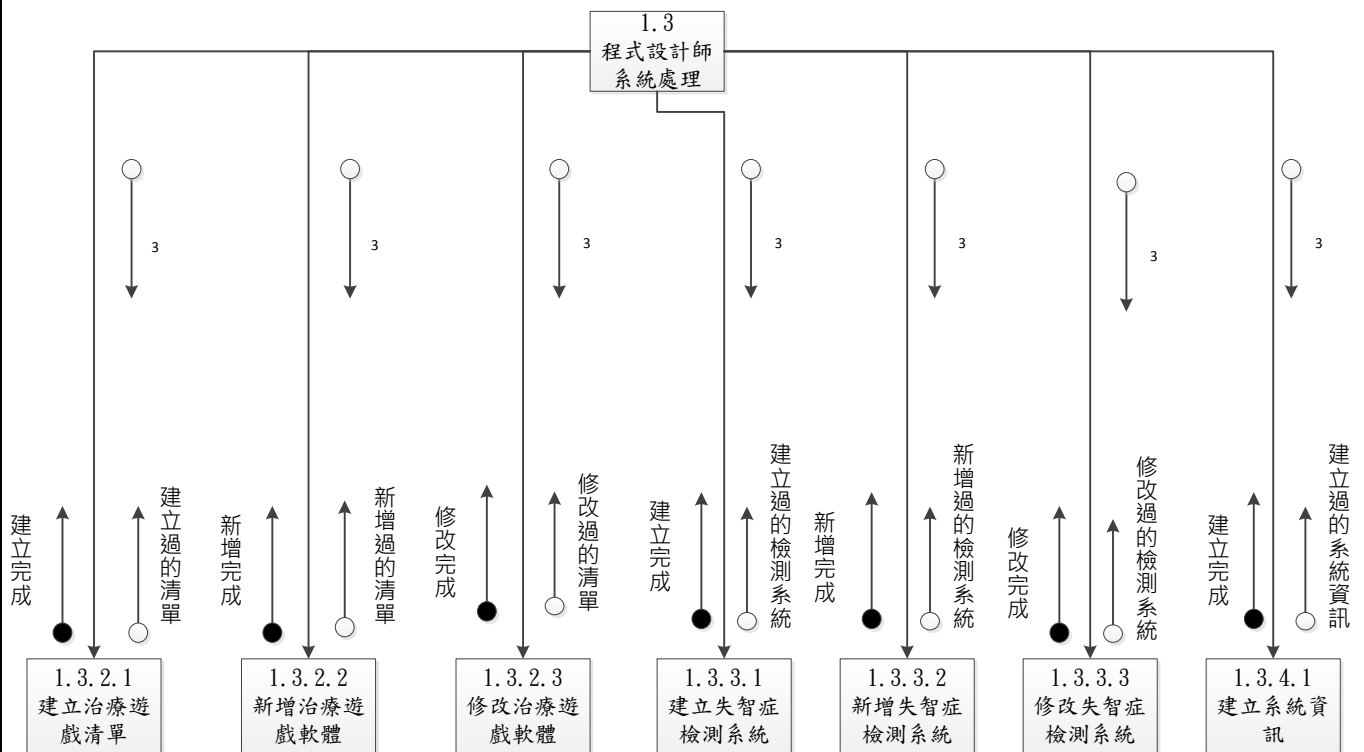 1.3
程式設計師
系統處理
3
3
3
3
3
3
3
建立完成
建立過的清單
新增完成
新增過的清單
修改完成
修改過的清單
建立完成
建立過的檢測系統
新增完成
新增過的檢測系統
修改完成
修改過的檢測系統
建立完成
建立過的系統資訊
1.3.2.1
建立治療遊
戲清單
1.3.2.2
新增治療遊
戲軟體
1.3.2.3
修改治療遊
戲軟體
1.3.3.1
建立失智症
檢測系統
1.3.3.2
新增失智症
檢測系統
1.3.3.3
修改失智症
檢測系統
1.3.4.1
建立系統資
訊